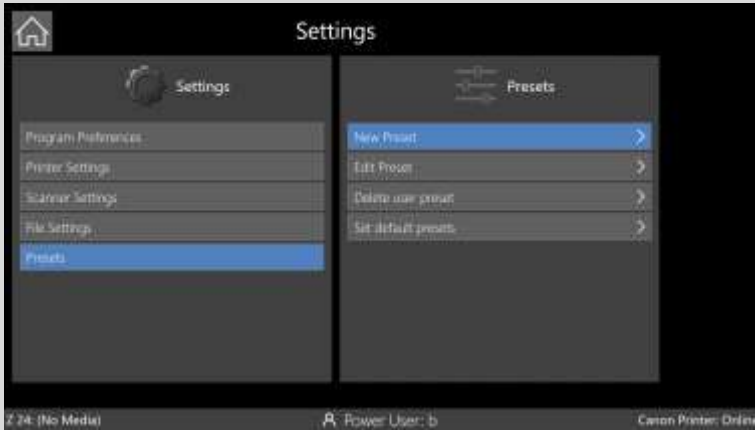 Settings
Settings
Program Preferences
Printer Settings
Scanner Settings
File Settings
Presets
Presets
New Preset
Edit Preset
Delete user preset
Set default presets
Z 24: (No Media)
Power User: b
Canon Printer: Online